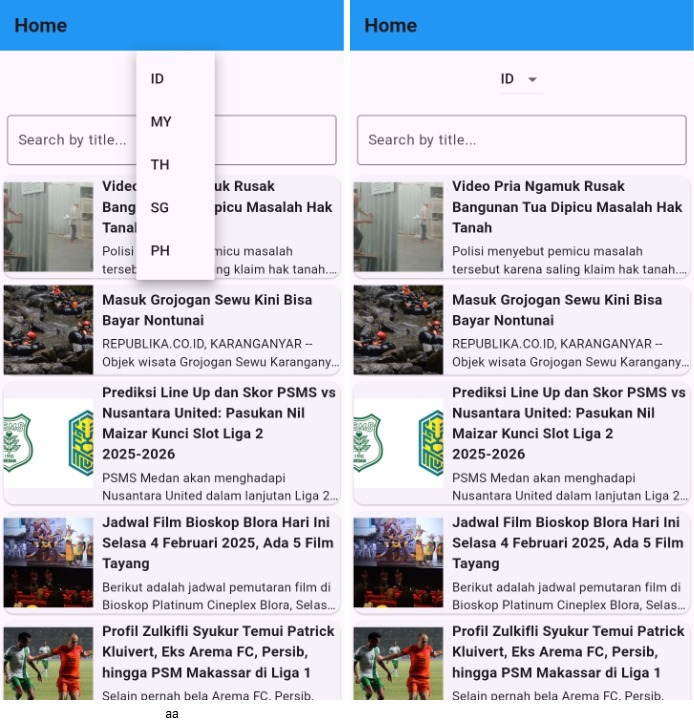 Home
ID
MY
TH
SG
PH
Search by title...
Video uk Rusak
Bang picu Masalah Hak
Tanah
Polisi micu masalah
terseb ng klaim hak tanah....
Masuk Grojogan Sewu Kini Bisa
Bayar Nontunai
REPUBLIKA.CO.ID, KARANGANYAR --
Objek wisata Grojogan Sewu Karangany...
Prediksi Line Up dan Skor PSMS vs
Nusantara United: Pasukan Nil
Maizar Kunci Slot Liga 2
2025-2026
PSMS Medan akan menghadapi
Nusantara United dalam lanjutan Liga 2...
Jadwal Film Bioskop Blora Hari Ini
Selasa 4 Februari 2025, Ada 5 Film
Tayang
Berikut adalah jadwal pemutaran film di
Bioskop Platinum Cineplex Blora, Selas...
Profil Zulkifli Syukur Temui Patrick
Kluivert, Eks Arema FC, Persib,
hingga PSM Makassar di Liga 1
Selain pernah bela Arema FC, Persib,
aa
Home
ID
Search by title...
Video Pria Ngamuk Rusak
Bangunan Tua Dipicu Masalah Hak
Tanah
Polisi menyebut pemicu masalah
tersebut karena saling klaim hak tanah....
Masuk Grojogan Sewu Kini Bisa
Bayar Nontunai
REPUBLIKA.CO.ID, KARANGANYAR --
Objek wisata Grojogan Sewu Karangany...
Prediksi Line Up dan Skor PSMS vs
Nusantara United: Pasukan Nil
Maizar Kunci Slot Liga 2
2025-2026
PSMS Medan akan menghadapi
Nusantara United dalam lanjutan Liga 2...
Jadwal Film Bioskop Blora Hari Ini
Selasa 4 Februari 2025, Ada 5 Film
Tayang
Berikut adalah jadwal pemutaran film di
Bioskop Platinum Cineplex Blora, Selas...
Profil Zulkifli Syukur Temui Patrick
Kluivert, Eks Arema FC, Persib,
hingga PSM Makassar di Liga 1
Selain pernah bela Arema FC, Persib,